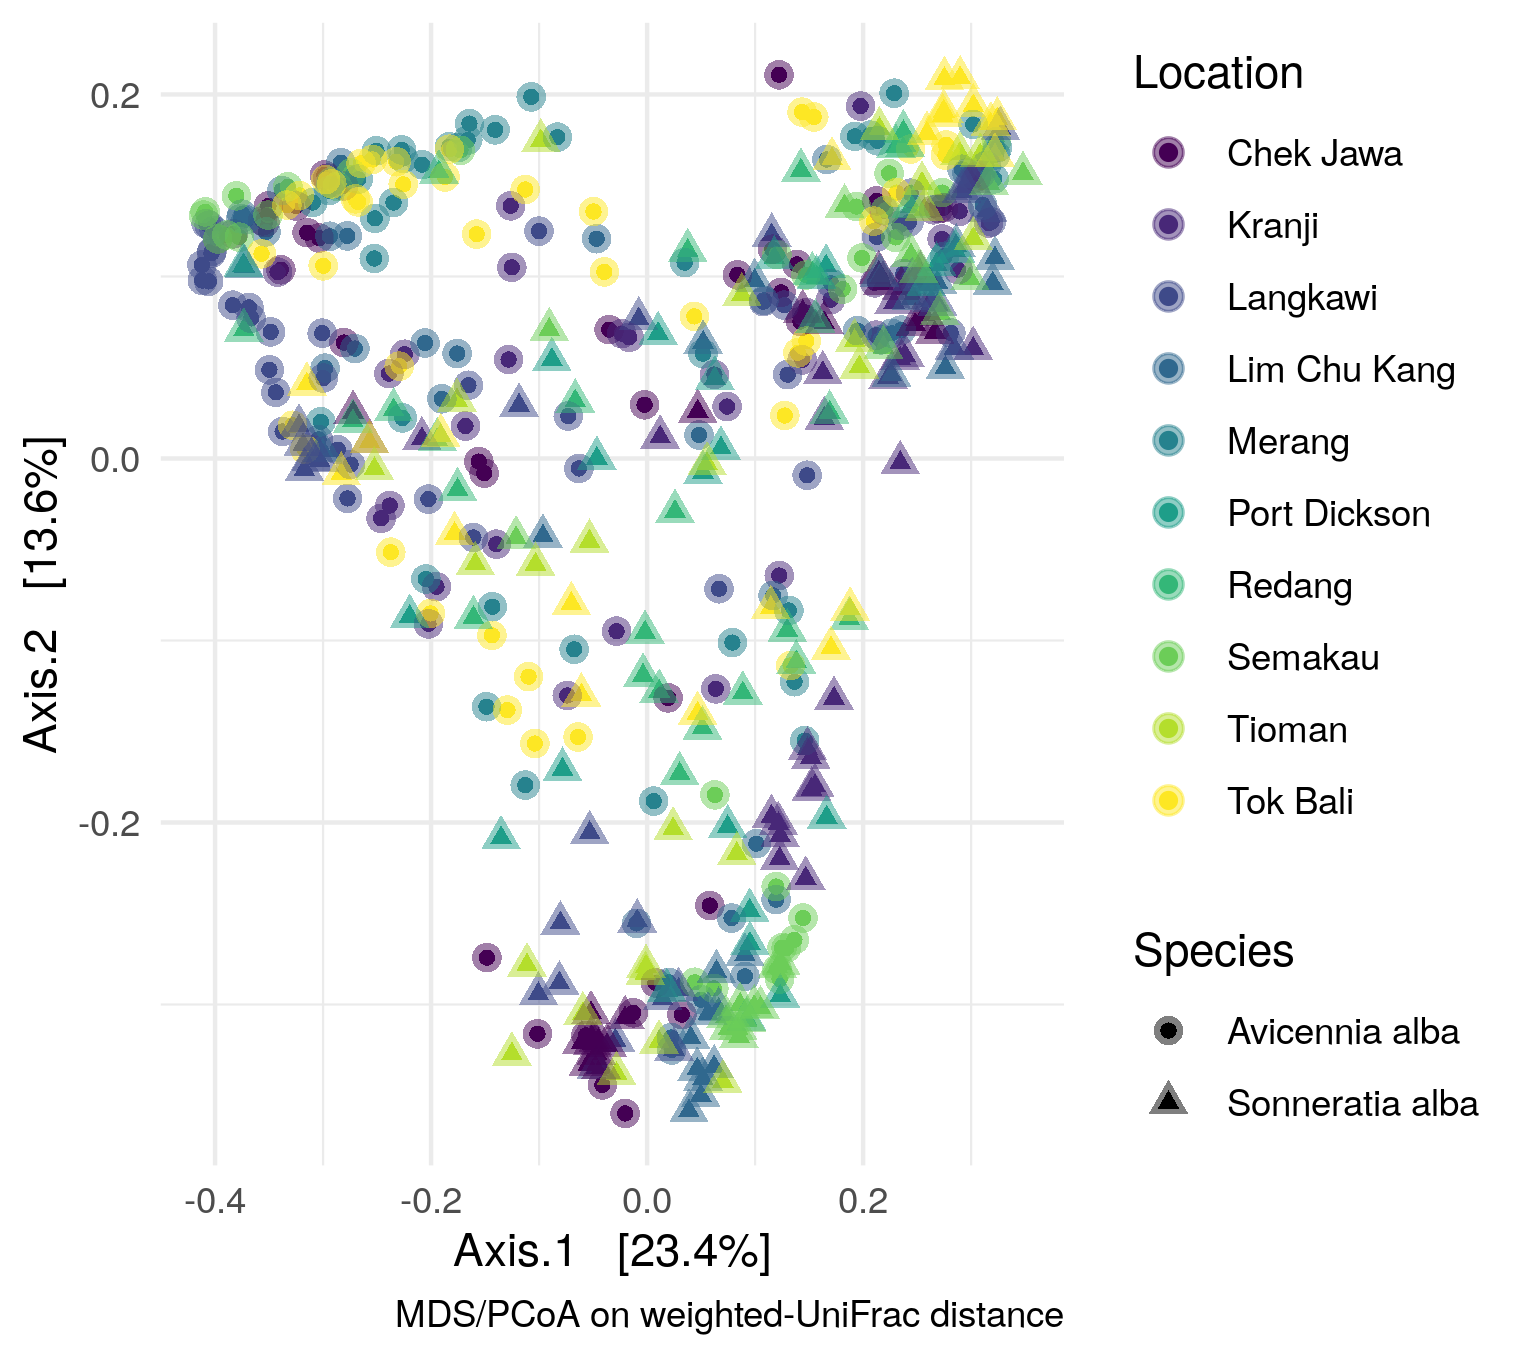 0.2
0.0
-0.2
Axis.2 [13.6%]
-0.4
-0.2
0.0
0.2
Axis.1 [23.4%]
MDS/PCoA on weighted-UniFrac distance
Location
Chek Jawa
Kranji
Langkawi
Lim Chu Kang
Merang
Port Dickson
Redang
Semakau
Tioman
Tok Bali
Species
Avicennia alba
Sonneratia alba